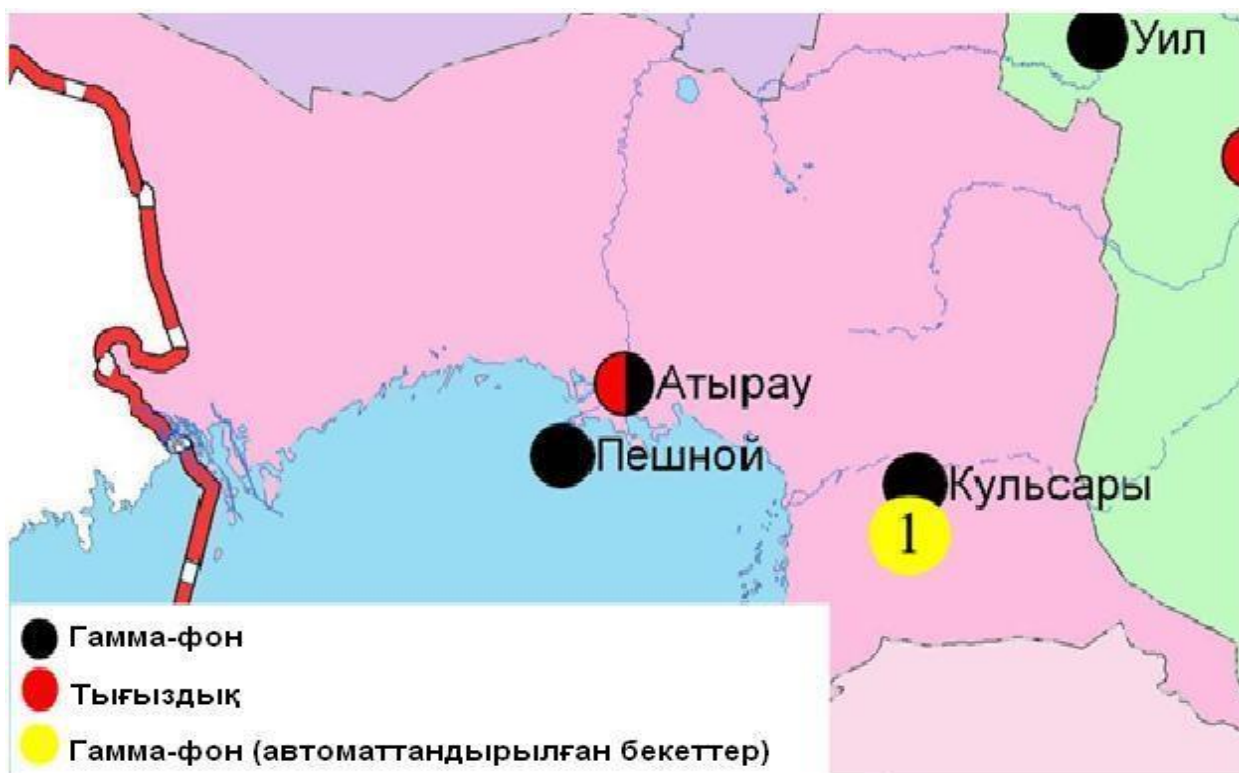 Уил
Атырау
Пешной
Кульсары
1
Гамма-фон
Тығыздық
Гамма-фон (автоматтандырылған бекеттер)